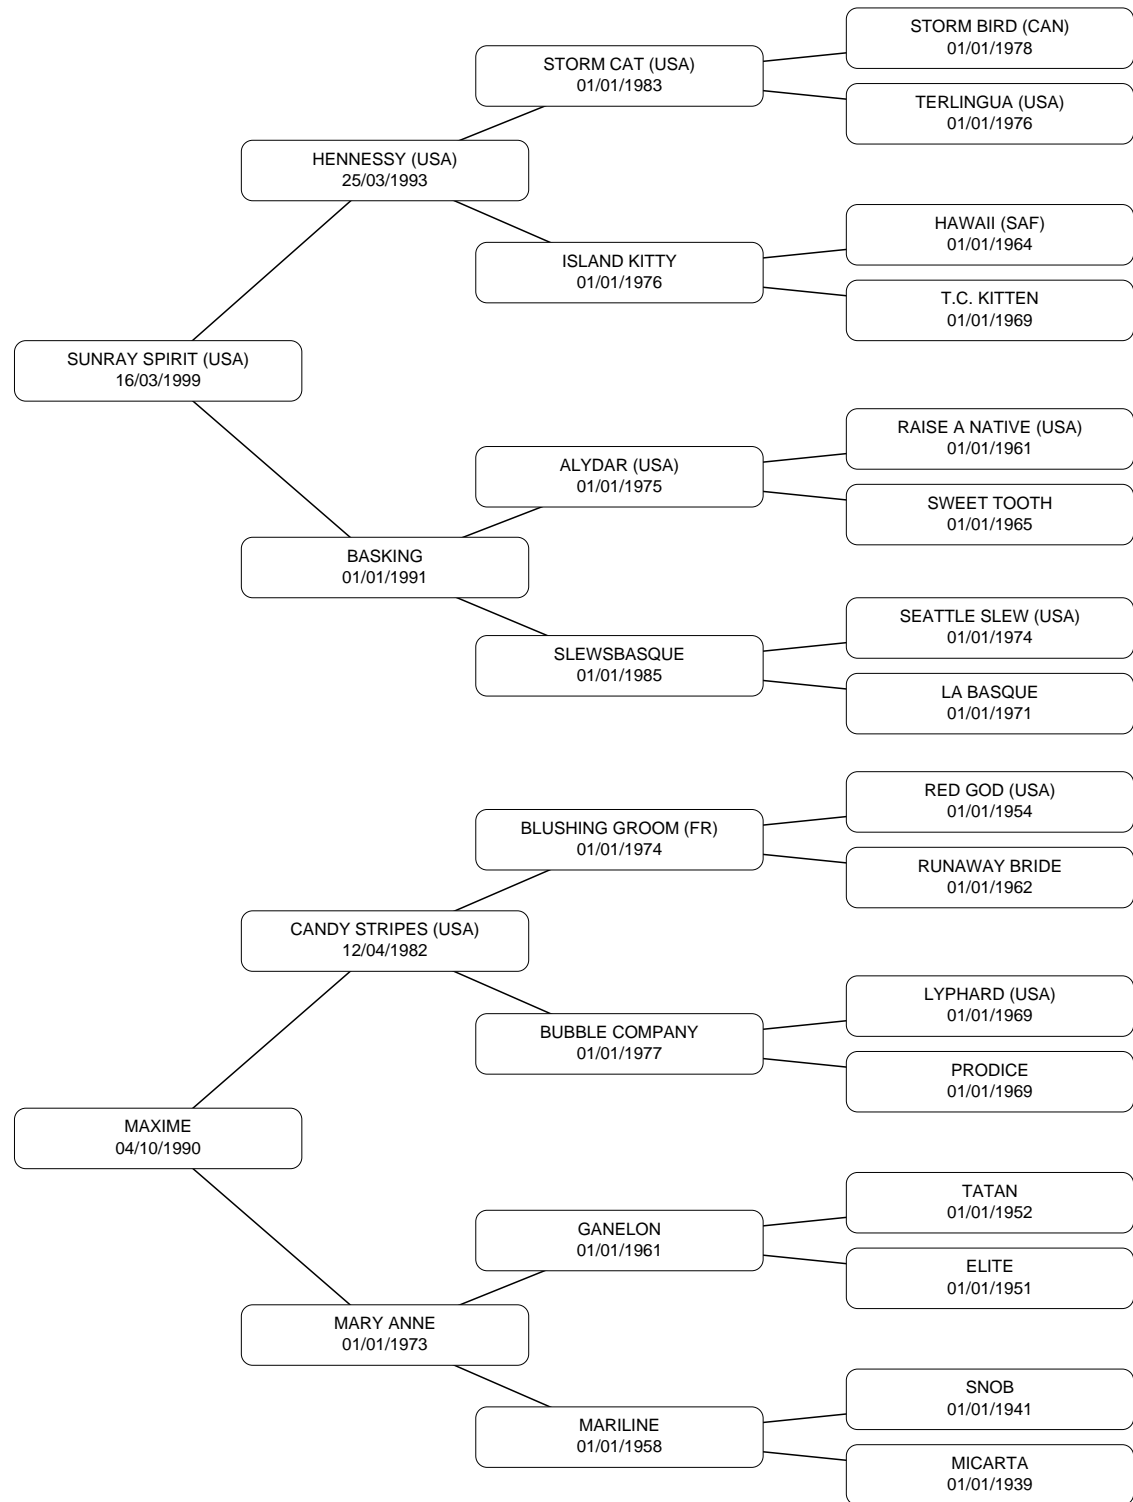 STORM BIRD (CAN)
01/01/1978
STORM CAT (USA)
01/01/1983
TERLINGUA (USA)
01/01/1976
HENNESSY (USA)
25/03/1993
HAWAII (SAF)
01/01/1964
ISLAND KITTY
01/01/1976
T.C. KITTEN
01/01/1969
SUNRAY SPIRIT (USA)
16/03/1999
RAISE A NATIVE (USA)
01/01/1961
ALYDAR (USA)
01/01/1975
SWEET TOOTH
01/01/1965
BASKING
01/01/1991
SEATTLE SLEW (USA)
01/01/1974
SLEWSBASQUE
01/01/1985
LA BASQUE
01/01/1971
RED GOD (USA)
01/01/1954
BLUSHING GROOM (FR)
01/01/1974
RUNAWAY BRIDE
01/01/1962
CANDY STRIPES (USA)
12/04/1982
LYPHARD (USA)
01/01/1969
BUBBLE COMPANY
01/01/1977
PRODICE
01/01/1969
MAXIME
04/10/1990
TATAN
01/01/1952
GANELON
01/01/1961
ELITE
01/01/1951
MARY ANNE
01/01/1973
SNOB
01/01/1941
MARILINE
01/01/1958
MICARTA
01/01/1939